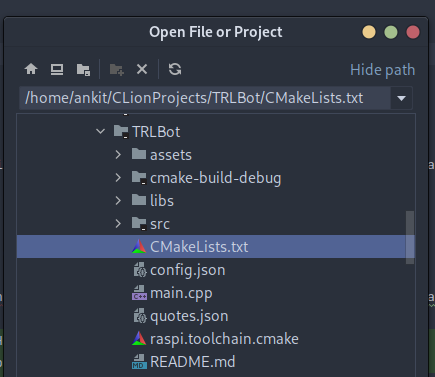 Open File or Project
Hide path
/home/ankit/CLionProjects/TRLBot/CMakeLists.txt
TRLBot
assets
cmake-build-debug
libs
src
CMakeLists.txt
config.json
main.cpp
quotes.json
raspi.toolchain.cmake
README.md